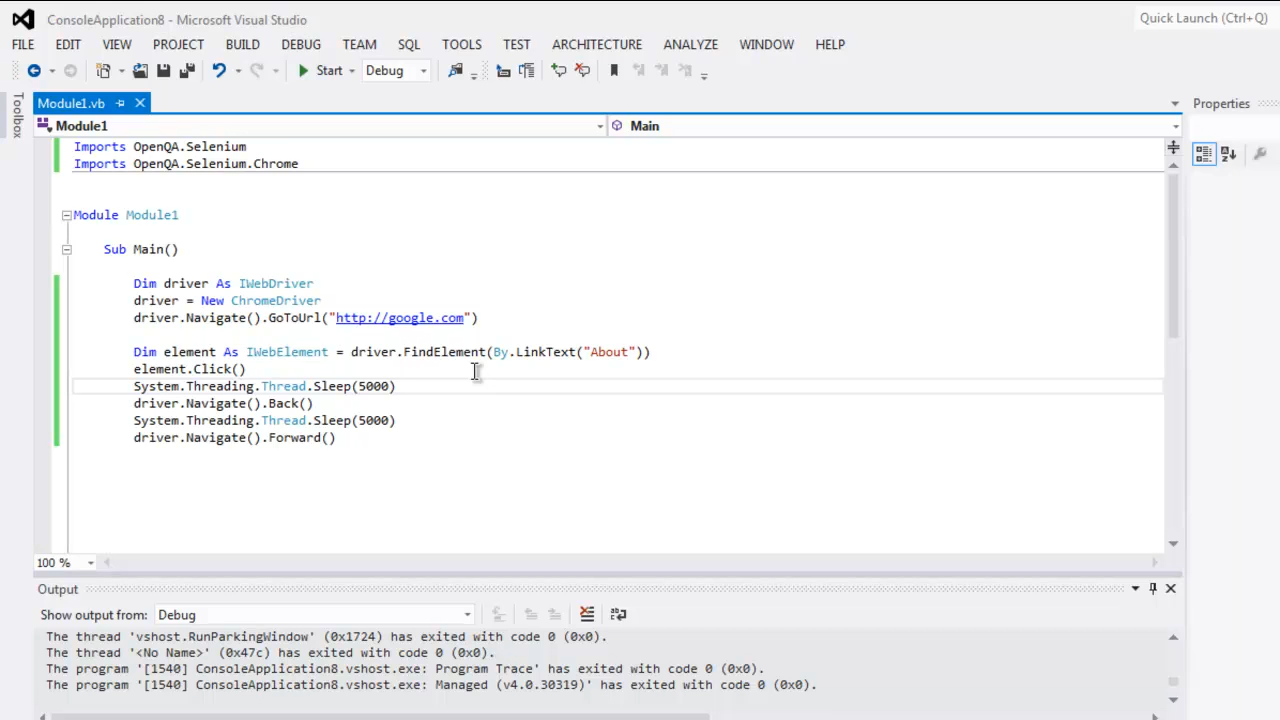 ConsoleApplication8 - Microsoft Visual Studio
Quick Launch (Ctrl+Q)
FILE EDIT VIEW PROJECT BUILD DEBUG TEAM SQL TOOLS TEST ARCHITECTURE ANALYZE WINDOW HELP
Start Debug
Toolbox
Module1.vb
Properties
Module1
Main
Imports OpenQA.Selenium
Imports OpenQA.Selenium.Chrome
Module Module1
Sub Main()
Dim driver As IWebDriver
driver = New ChromeDriver
driver.Navigate().GoToUrl("http://google.com")
Dim element As IWebElement = driver.FindElement(By.LinkText("About"))
element.Click()
System.Threading.Thread.Sleep(5000)
driver.Navigate().Back()
System.Threading.Thread.Sleep(5000)
driver.Navigate().Forward()
100 %
Output
Show output from: Debug
The thread 'vshost.RunParkingWindow' (0x1724) has exited with code 0 (0x0).
The thread '<No Name>' (0x47c) has exited with code 0 (0x0).
The program '[1540] ConsoleApplication8.vshost.exe: Program Trace' has exited with code 0 (0x0).
The program '[1540] ConsoleApplication8.vshost.exe: Managed (v4.0.30319)' has exited with code 0 (0x0).